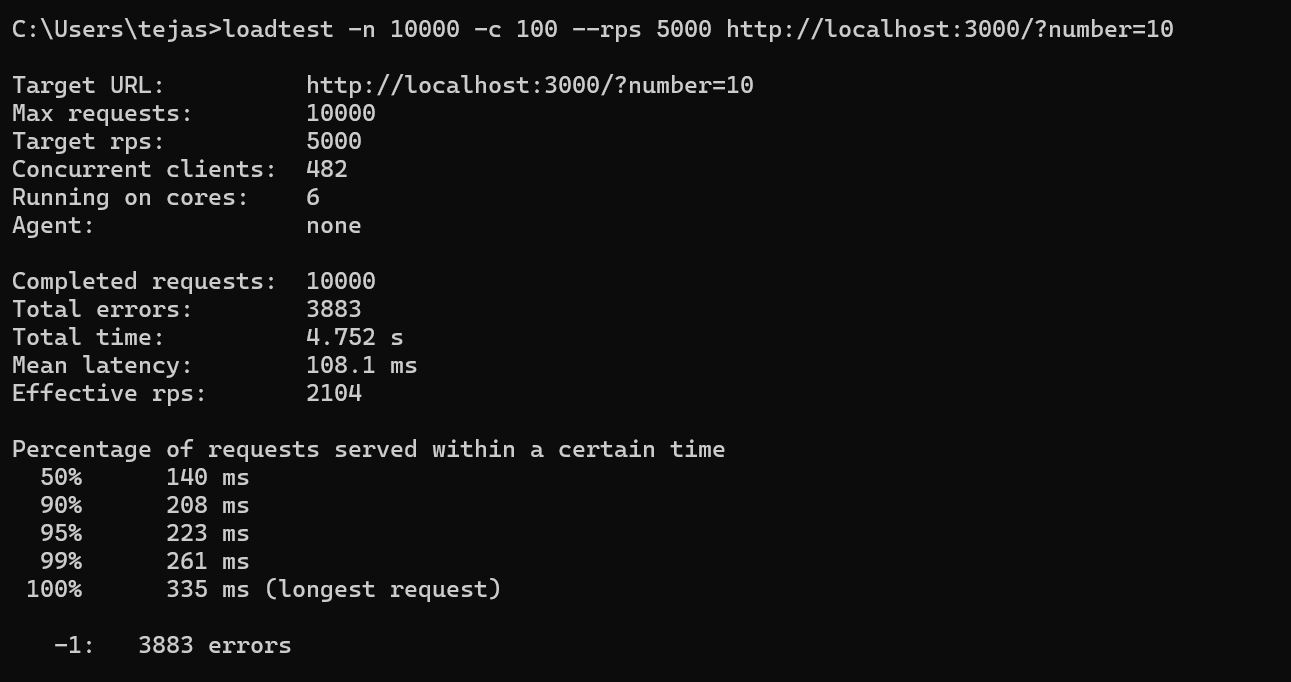 C:\Users\tejas>loadtest -n 10000 -c 100 --rps 5000 http://localhost:3000/?number=10
Target URL: http://localhost:3000/?number=10
Max requests: 10000
Target rps: 5000
Concurrent clients: 482
Running on cores: 6
Agent: none
Completed requests: 10000
Total errors: 3883
Total time: 4.752 s
Mean latency: 108.1 ms
Effective rps: 2104
Percentage of requests served within a certain time
50% 140 ms
90% 208 ms
95% 223 ms
99% 261 ms
100% 335 ms (longest request)
-1: 3883 errors